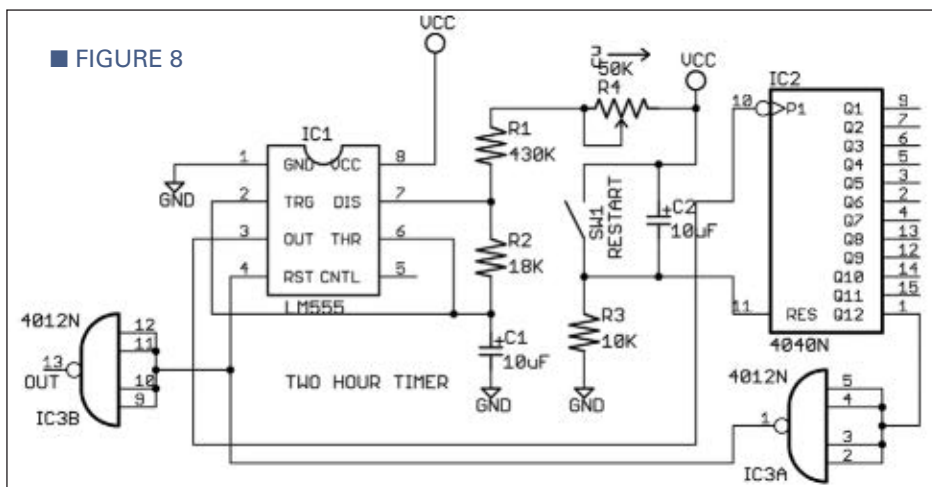 ■ FIGURE 8
VCC
VCC
50K
R4
IC2
10
P1
Q1 9
Q2 7
Q3 6
Q4 5
Q5 3
Q6 2
Q7 4
Q8 13
Q9 12
Q10 14
Q11 15
11 RES Q12 1
4040N
IC1
1 GND VCC 8
GND
2 TRG DIS 7
3 OUT THR 6
4 RST CNTL 5
LM555
R1
430K
R2
18K
C1
+
10uF
GND
SW1
RESTART
+
C2
10uF
R3
10K
GND
TWO HOUR TIMER
4012N
12
11
13
OUT
10
9
IC3B
4012N
5
4
1
3
2
IC3A